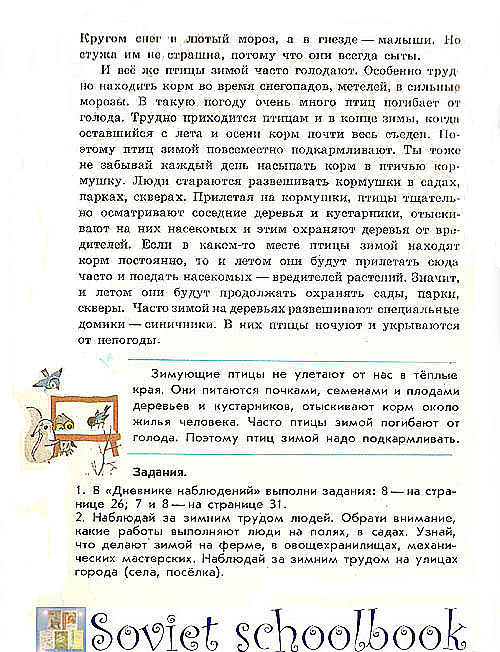 Кругом снег и лютый мороз, а в гнезде — малыши. Но
стужа им не страшна, потому что они всегда сыты.
И всё же птицы зимой часто голодают. Особенно труд-
но находить корм во время снегопадов, метелей, в сильные
морозы. В такую погоду очень много птиц погибает от
голода. Трудно приходится птицам и в конце зимы, когда
оставшийся с лета и осени корм почти весь съеден. По-
этому птиц зимой повсеместно подкармливают. Ты тоже
не забывай каждый день насыпать корм в птичью кор-
мушку. Люди стараются развешивать кормушки в садах,
парках, скверах. Прилетая на кормушки, птицы тщатель-
но осматривают соседние деревья и кустарники, отыски-
вают на них насекомых и этим охраняют деревья от вре-
дителей. Если в каком-то месте птицы зимой находят
корм постоянно, то и летом они будут прилетать сюда
часто и поедать насекомых — вредителей растений. Значит,
и летом они будут продолжать охранять сады, парки,
скверы. Часто зимой на деревьях развешивают специальные
домики — синичники. В них птицы ночуют и укрываются
от непогоды.
Зимующие птицы не улетают от нас в тёплые
края. Они питаются почками, семенами и плодами
деревьев и кустарников, отыскивают корм около
жилья человека. Часто птицы зимой погибают от
голода. Поэтому птиц зимой надо подкармливать.
Задания.
1. В «Дневнике наблюдений» выполни задания: 8 — на стра-
нице 26; 7 и 8 — на странице 31.
2. Наблюдай за зимним трудом людей. Обрати внимание,
какие работы выполняют люди на полях, в садах. Узнай,
что делают зимой на ферме, в овощехранилищах, механи-
ческих мастерских. Наблюдай за зимним трудом на улицах
города (села, посёлка).
Soviet schoolbook